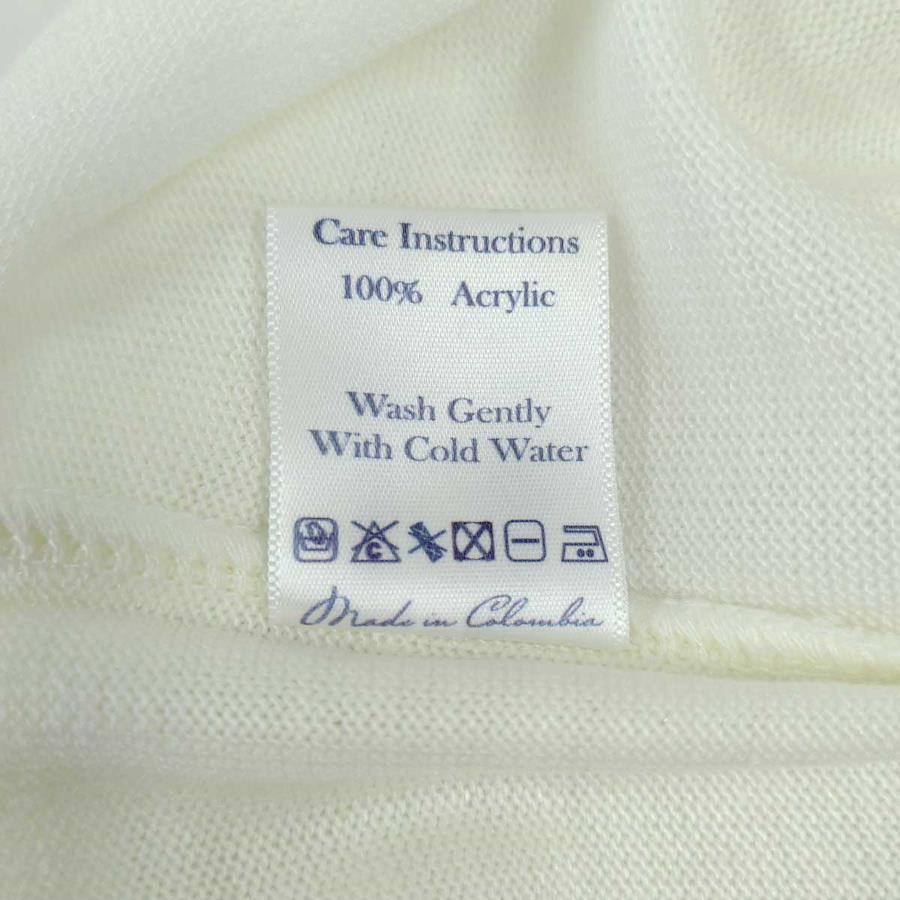 Care Instructions
100% Acrylic
Wash Gently
With Cold Water
C
Made in Colombia